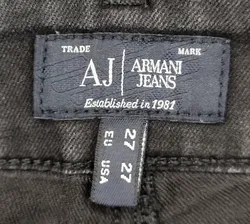 TRADE MARK
AJ ARMANI
JEANS
Established in 1981
27 27
EU USA